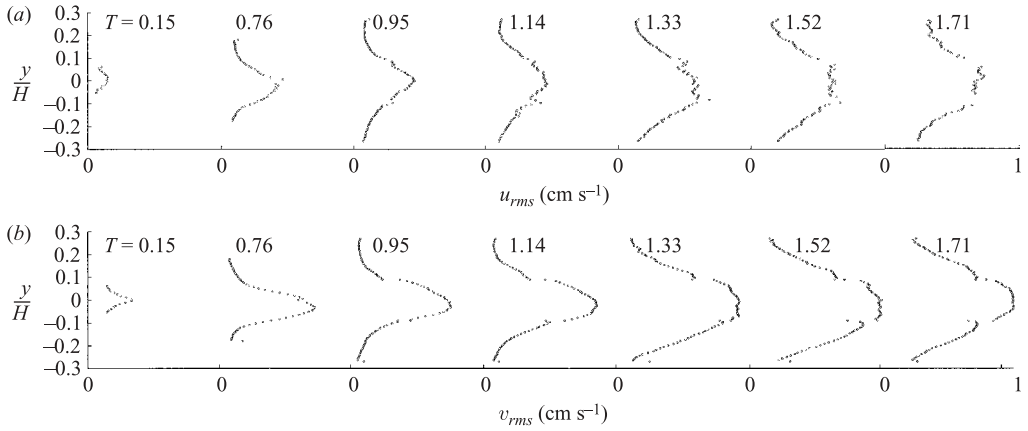 (a)
0.3 T = 0.15 0.76 0.95 1.14 1.33 1.52 1.71
0.2
0.1
y/H 0
–0.1
–0.2
–0.3
0 0 0 0 0 0 0 1
u_rms (cm s⁻¹)
(b)
0.3 T = 0.15 0.76 0.95 1.14 1.33 1.52 1.71
0.2
0.1
y/H 0
–0.1
–0.2
–0.3
0 0 0 0 0 0 0 1
v_rms (cm s⁻¹)